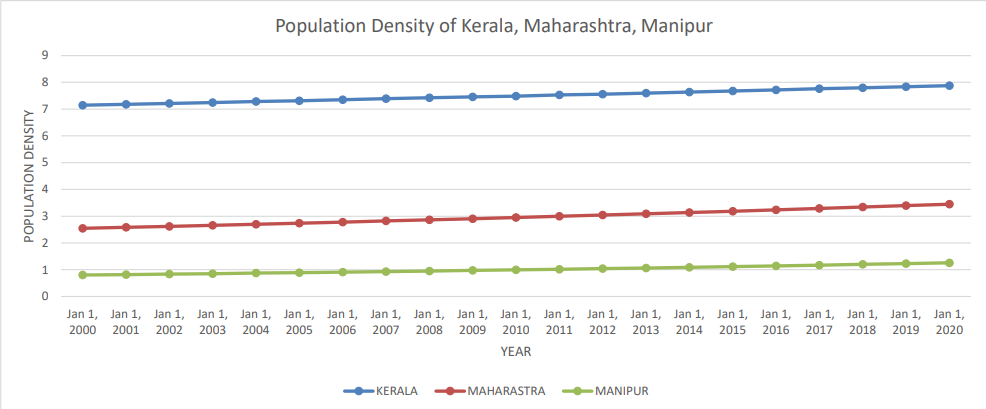 Population Density of Kerala, Maharashtra, Manipur
9
8
7
6
5
4
3
2
1
0
POPULATION DENSITY
Jan 1, 2000
Jan 1, 2001
Jan 1, 2002
Jan 1, 2003
Jan 1, 2004
Jan 1, 2005
Jan 1, 2006
Jan 1, 2007
Jan 1, 2008
Jan 1, 2009
Jan 1, 2010
Jan 1, 2011
Jan 1, 2012
Jan 1, 2013
Jan 1, 2014
Jan 1, 2015
Jan 1, 2016
Jan 1, 2017
Jan 1, 2018
Jan 1, 2019
Jan 1, 2020
YEAR
KERALA MAHARASTRA MANIPUR